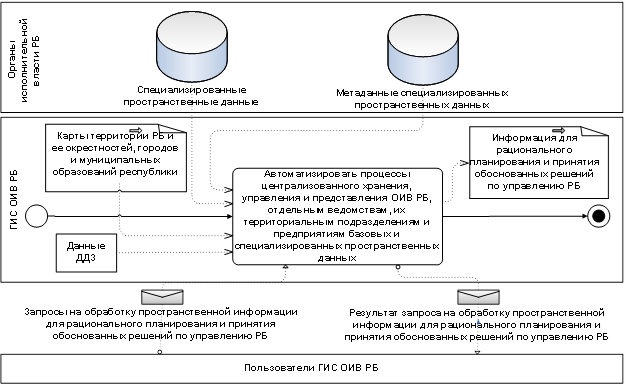 Органы
исполнительной
власти РБ
Специализированные
пространственные данные
Метаданные специализированных
пространственных данных
ГИС ОИВ РБ
Карты территории РБ и
ее окрестностей, городов
и муниципальных
образований республики
Информация для
рационального
планирования и принятия
обоснованных решений
по управлению РБ
Автоматизировать процессы
централизованного хранения,
управления и представления ОИВ РБ,
отдельным ведомствам, их
территориальным подразделениям и
предприятиям базовых и
специализированных пространственных
данных
Данные
ДДЗ
Запросы на обработку пространственной информации
для рационального планирования и принятия
обоснованных решений по управлению РБ
Результат запроса на обработку пространственной
информации для рационального планирования и
принятия обоснованных решений по управлению РБ
Пользователи ГИС ОИВ РБ